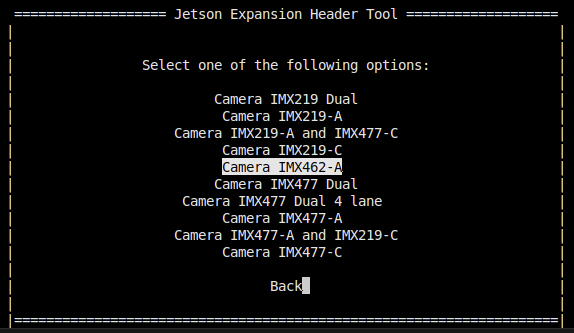 =================== Jetson Expansion Header Tool ===================
Select one of the following options:
Camera IMX219 Dual
Camera IMX219-A
Camera IMX219-A and IMX477-C
Camera IMX219-C
Camera IMX462-A
Camera IMX477 Dual
Camera IMX477 Dual 4 lane
Camera IMX477-A
Camera IMX477-A and IMX219-C
Camera IMX477-C
Back